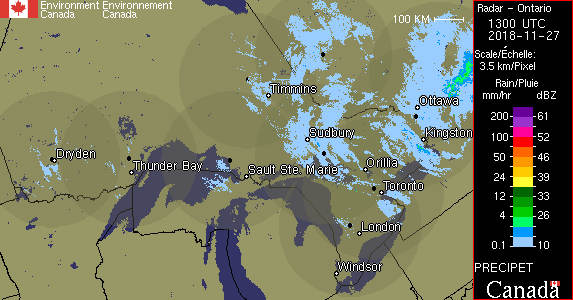 Environment Environnement
Canada Canada
100 KM
Timmins
Ottawa
Sudbury
Kingston
Dryden
Thunder Bay
Sault Ste. Marie
Orillia
Toronto
London
Windsor
Radar - Ontario
1300 UTC
2018-11-27
Scale/Échelle:
3.5 km/Pixel
Rain/Pluie
mm/hr dBZ
200 61
100 52
50 46
24 39
12 33
4 26
0.1 10
PRECIPET
Canada